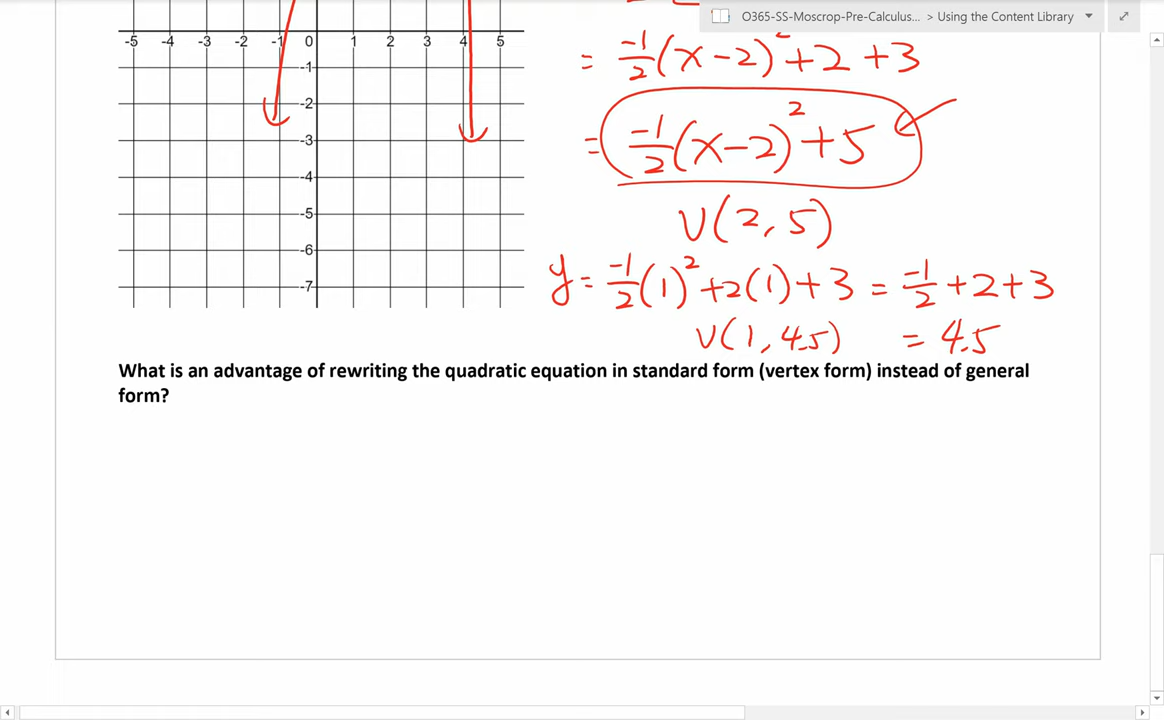 O365-SS-Moscrop-Pre-Calculus... > Using the Content Library
-5 -4 -3 -2 -1 0 1 2 3 4 5
-1
-2
-3
-4
-5
-6
-7
= -1/2(x-2)²+2+3
= -1/2(x-2)²+5
V(2,5)
y = -1/2(1)²+2(1)+3 = -1/2+2+3
V(1,4.5) = 4.5
What is an advantage of rewriting the quadratic equation in standard form (vertex form) instead of general
form?